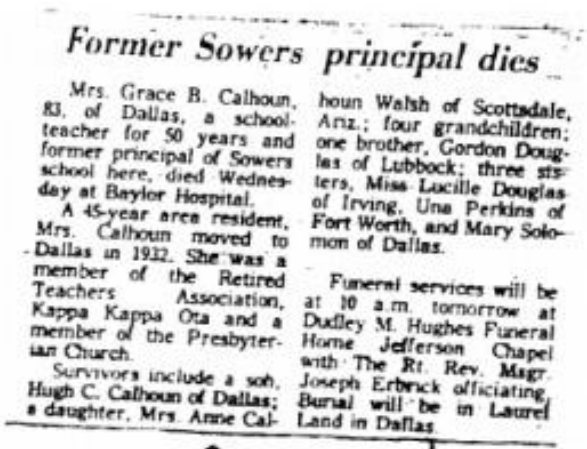 Former Sowers principal dies
Mrs. Grace B. Calhoun,
83, of Dallas, a school-
teacher for 50 years and
former principal of Sowers
school here, died Wednes-
day at Baylor Hospital.
A 45-year area resident,
Mrs. Calhoun moved to
Dallas in 1932. She was a
member of the Retired
Teachers Association,
Kappa Kappa Ota and a
member of the Presbyter-
ian Church.
Survivors include a soh,
Hugh C. Calhoun of Dallas;
a daughter, Mrs. Anne Cal-
houn Walsh of Scottsdale,
Ariz.; four grandchildren;
one brother, Gordon Doug-
las of Lubbock; three sis-
ters, Miss Lucille Douglas
of Irving, Una Perkins of
Fort Worth, and Mary Solo-
mon of Dallas.
Funeral services will be
at 10 a.m. tomorrow at
Dudley M. Hughes Funeral
Home Jefferson Chapel
with The Rt. Rev. Msgr.
Joseph Erbrick officiating.
Burial will be in Laurel
Land in Dallas.